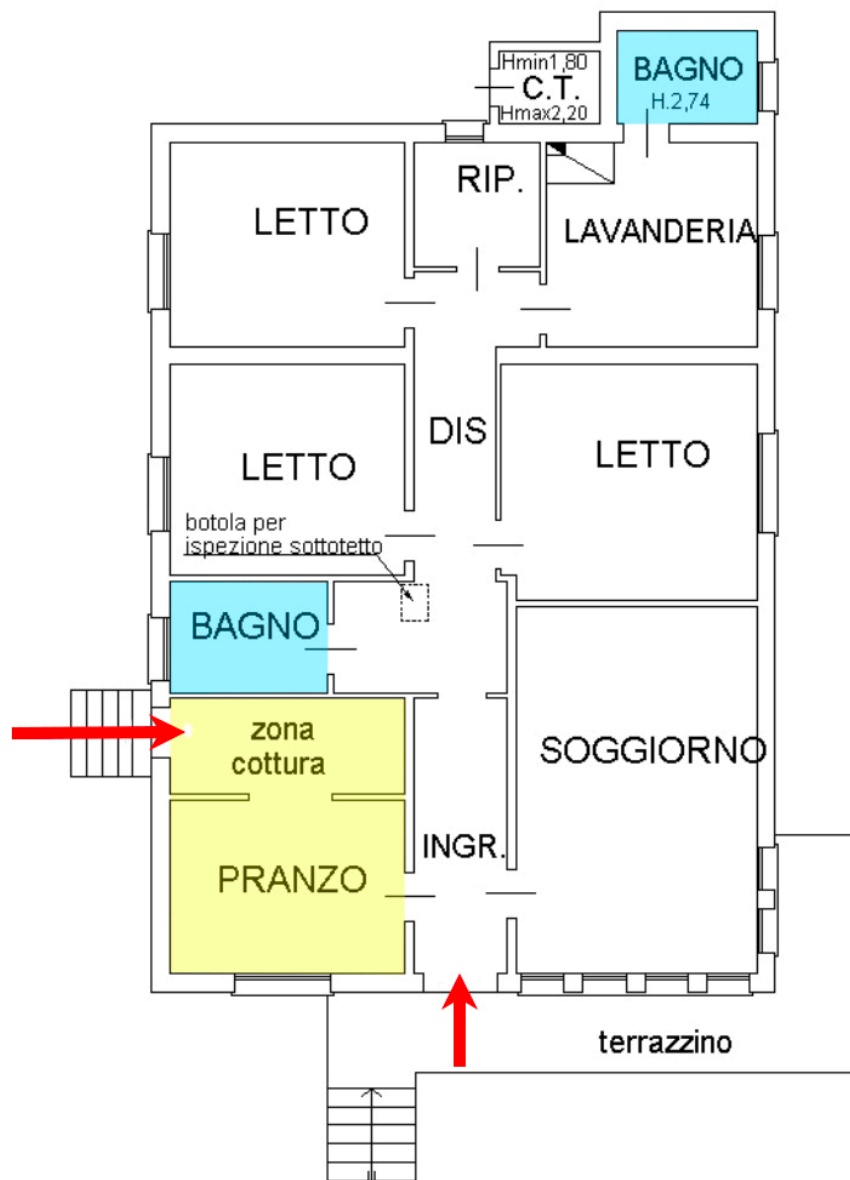 Hmin1,80
C.T.
Hmax2,20
BAGNO
H.2,74
RIP.
LETTO
LAVANDERIA
DIS
LETTO
LETTO
botola per
ispezione sottotetto
BAGNO
zona
cottura
SOGGIORNO
INGR.
PRANZO
terrazzino